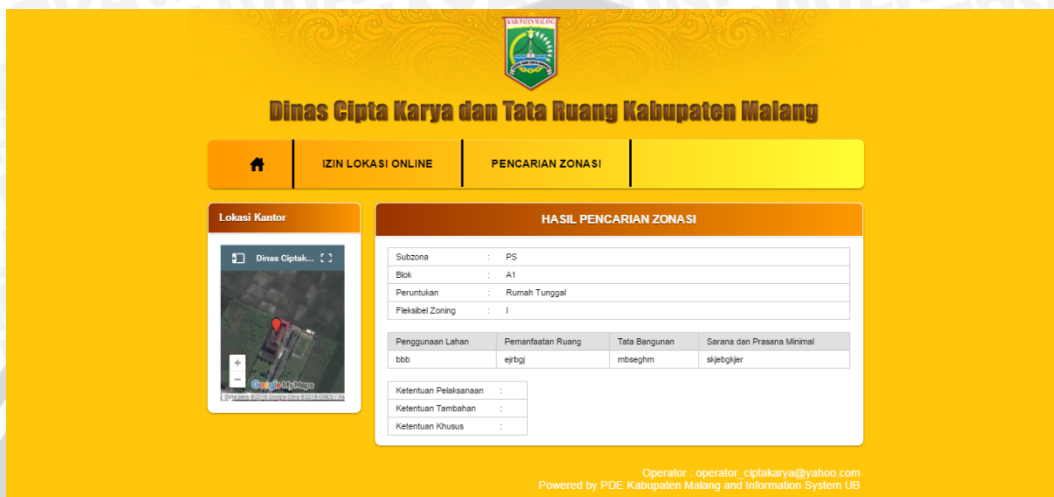 KABUPATEN MALANG
Dinas Cipta Karya dan Tata Ruang Kabupaten Malang
IZIN LOKASI ONLINE
PENCARIAN ZONASI
Lokasi Kantor
Dinas Ciptak...
Google My Maps
HASIL PENCARIAN ZONASI
Subzona : PS
Blok : A1
Peruntukan : Rumah Tunggal
Fleksibel Zoning : I
Penggunaan Lahan Pemanfaatan Ruang Tata Bangunan Sarana dan Prasana Minimal
bbb ejrbgj mbseghm skjebgkjer
Ketentuan Pelaksanaan :
Ketentuan Tambahan :
Ketentuan Khusus :
Operator : operator_ciptakarya@yahoo.com
Powered by PDE Kabupaten Malang and Information System UB